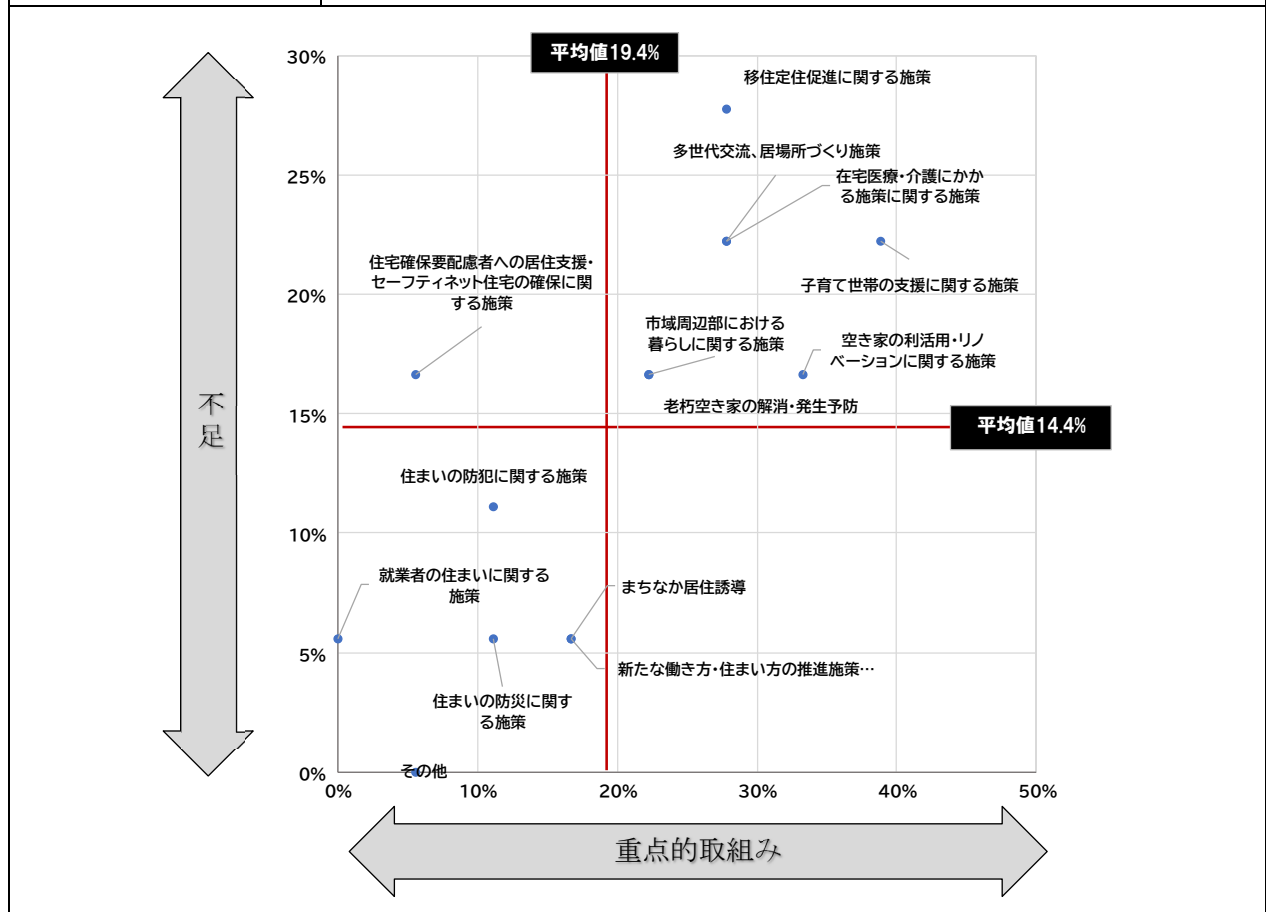 平均値19.4%
30%
移住定住促進に関する施策
多世代交流、居場所づくり施策
25%
在宅医療・介護にかか
る施策に関する施策
住宅確保要配慮者への居住支援・
セーフティネット住宅の確保に関
する施策
子育て世帯の支援に関する施策
20%
市域周辺部における
暮らしに関する施策
空き家の利活用・リノ
ベーションに関する施策
老朽空き家の解消・発生予防
15%
平均値14.4%
不足
住まいの防犯に関する施策
10%
就業者の住まいに関する
施策
まちなか居住誘導
5%
新たな働き方・住まい方の推進施策…
住まいの防災に関す
る施策
その他
0%
0%
10%
20%
30%
40%
50%
重点的取組み